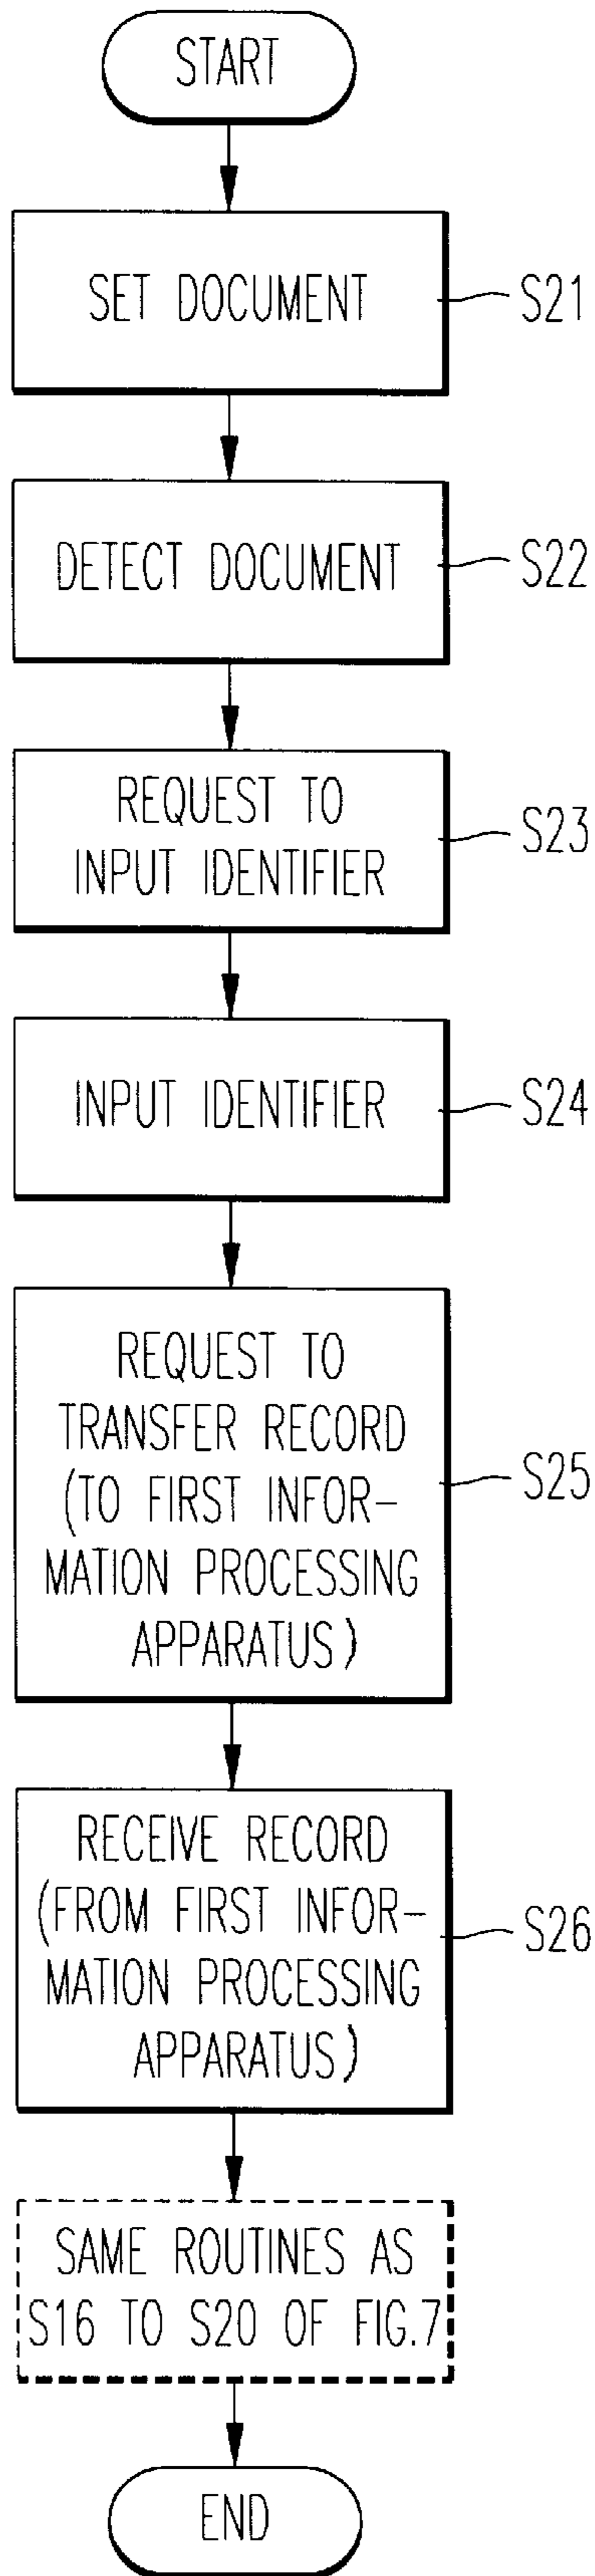 START
SET DOCUMENT
S21
DETECT DOCUMENT
S22
REQUEST TO
INPUT IDENTIFIER
S23
INPUT IDENTIFIER
S24
REQUEST TO
TRANSFER RECORD
(TO FIRST INFOR-
MATION PROCESSING
APPARATUS)
S25
RECEIVE RECORD
(FROM FIRST INFOR-
MATION PROCESSING
APPARATUS)
S26
SAME ROUTINES AS
S16 TO S20 OF FIG.7
END